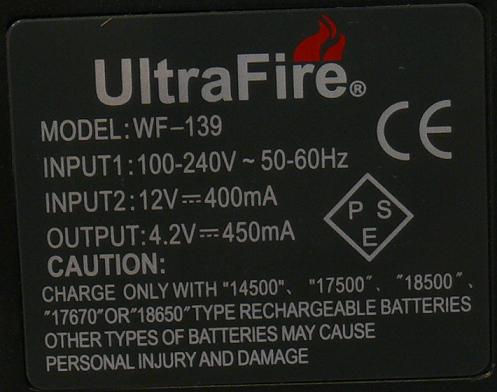 UltraFire®
MODEL:WF-139
CE
INPUT1:100-240V~50-60Hz
INPUT2:12V⎓400mA
P S
E
OUTPUT:4.2V⎓450mA
CAUTION:
CHARGE ONLY WITH "14500"、"17500"、"18500"、
"17670"OR"18650"TYPE RECHARGEABLE BATTERIES
OTHER TYPES OF BATTERIES MAY CAUSE
PERSONAL INJURY AND DAMAGE